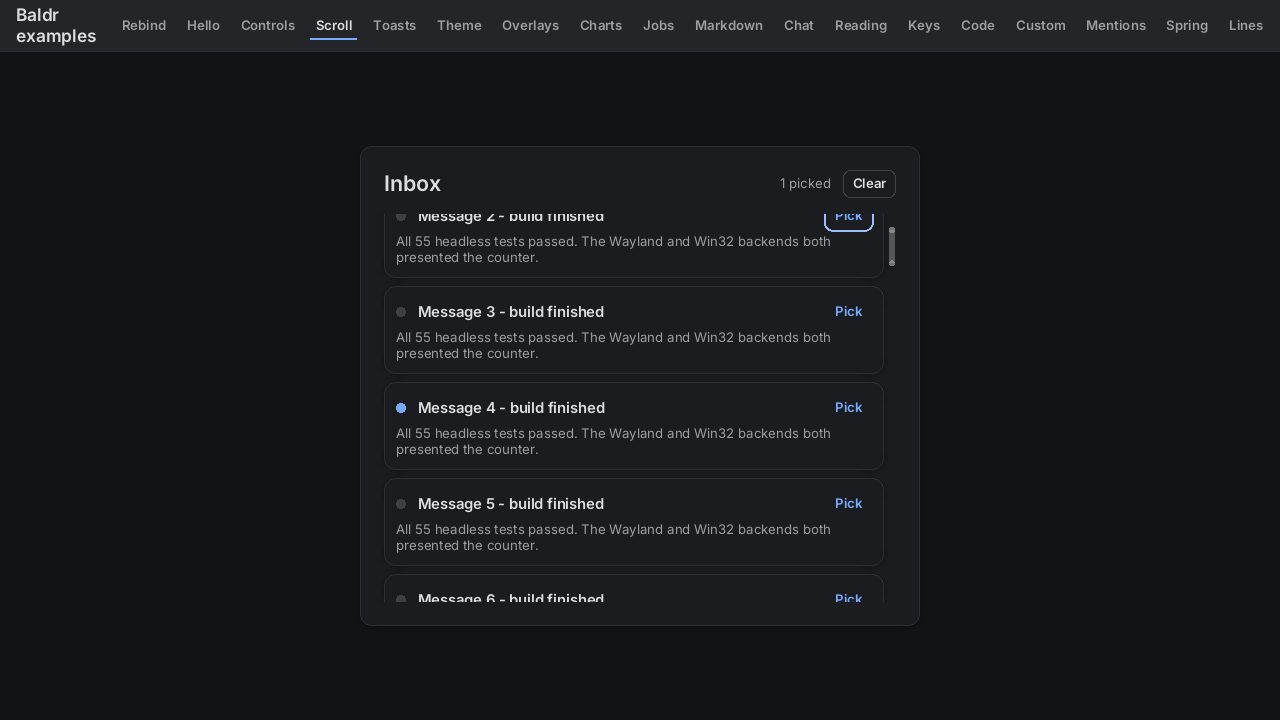 Baldr examples
Rebind Hello Controls Scroll Toasts Theme Overlays Charts Jobs Markdown Chat Reading Keys Code Custom Mentions Spring Lines
Inbox 1 picked Clear
Message 2 - build finished Pick
All 55 headless tests passed. The Wayland and Win32 backends both
presented the counter.
Message 3 - build finished Pick
All 55 headless tests passed. The Wayland and Win32 backends both
presented the counter.
Message 4 - build finished Pick
All 55 headless tests passed. The Wayland and Win32 backends both
presented the counter.
Message 5 - build finished Pick
All 55 headless tests passed. The Wayland and Win32 backends both
presented the counter.
Message 6 - build finished Pick